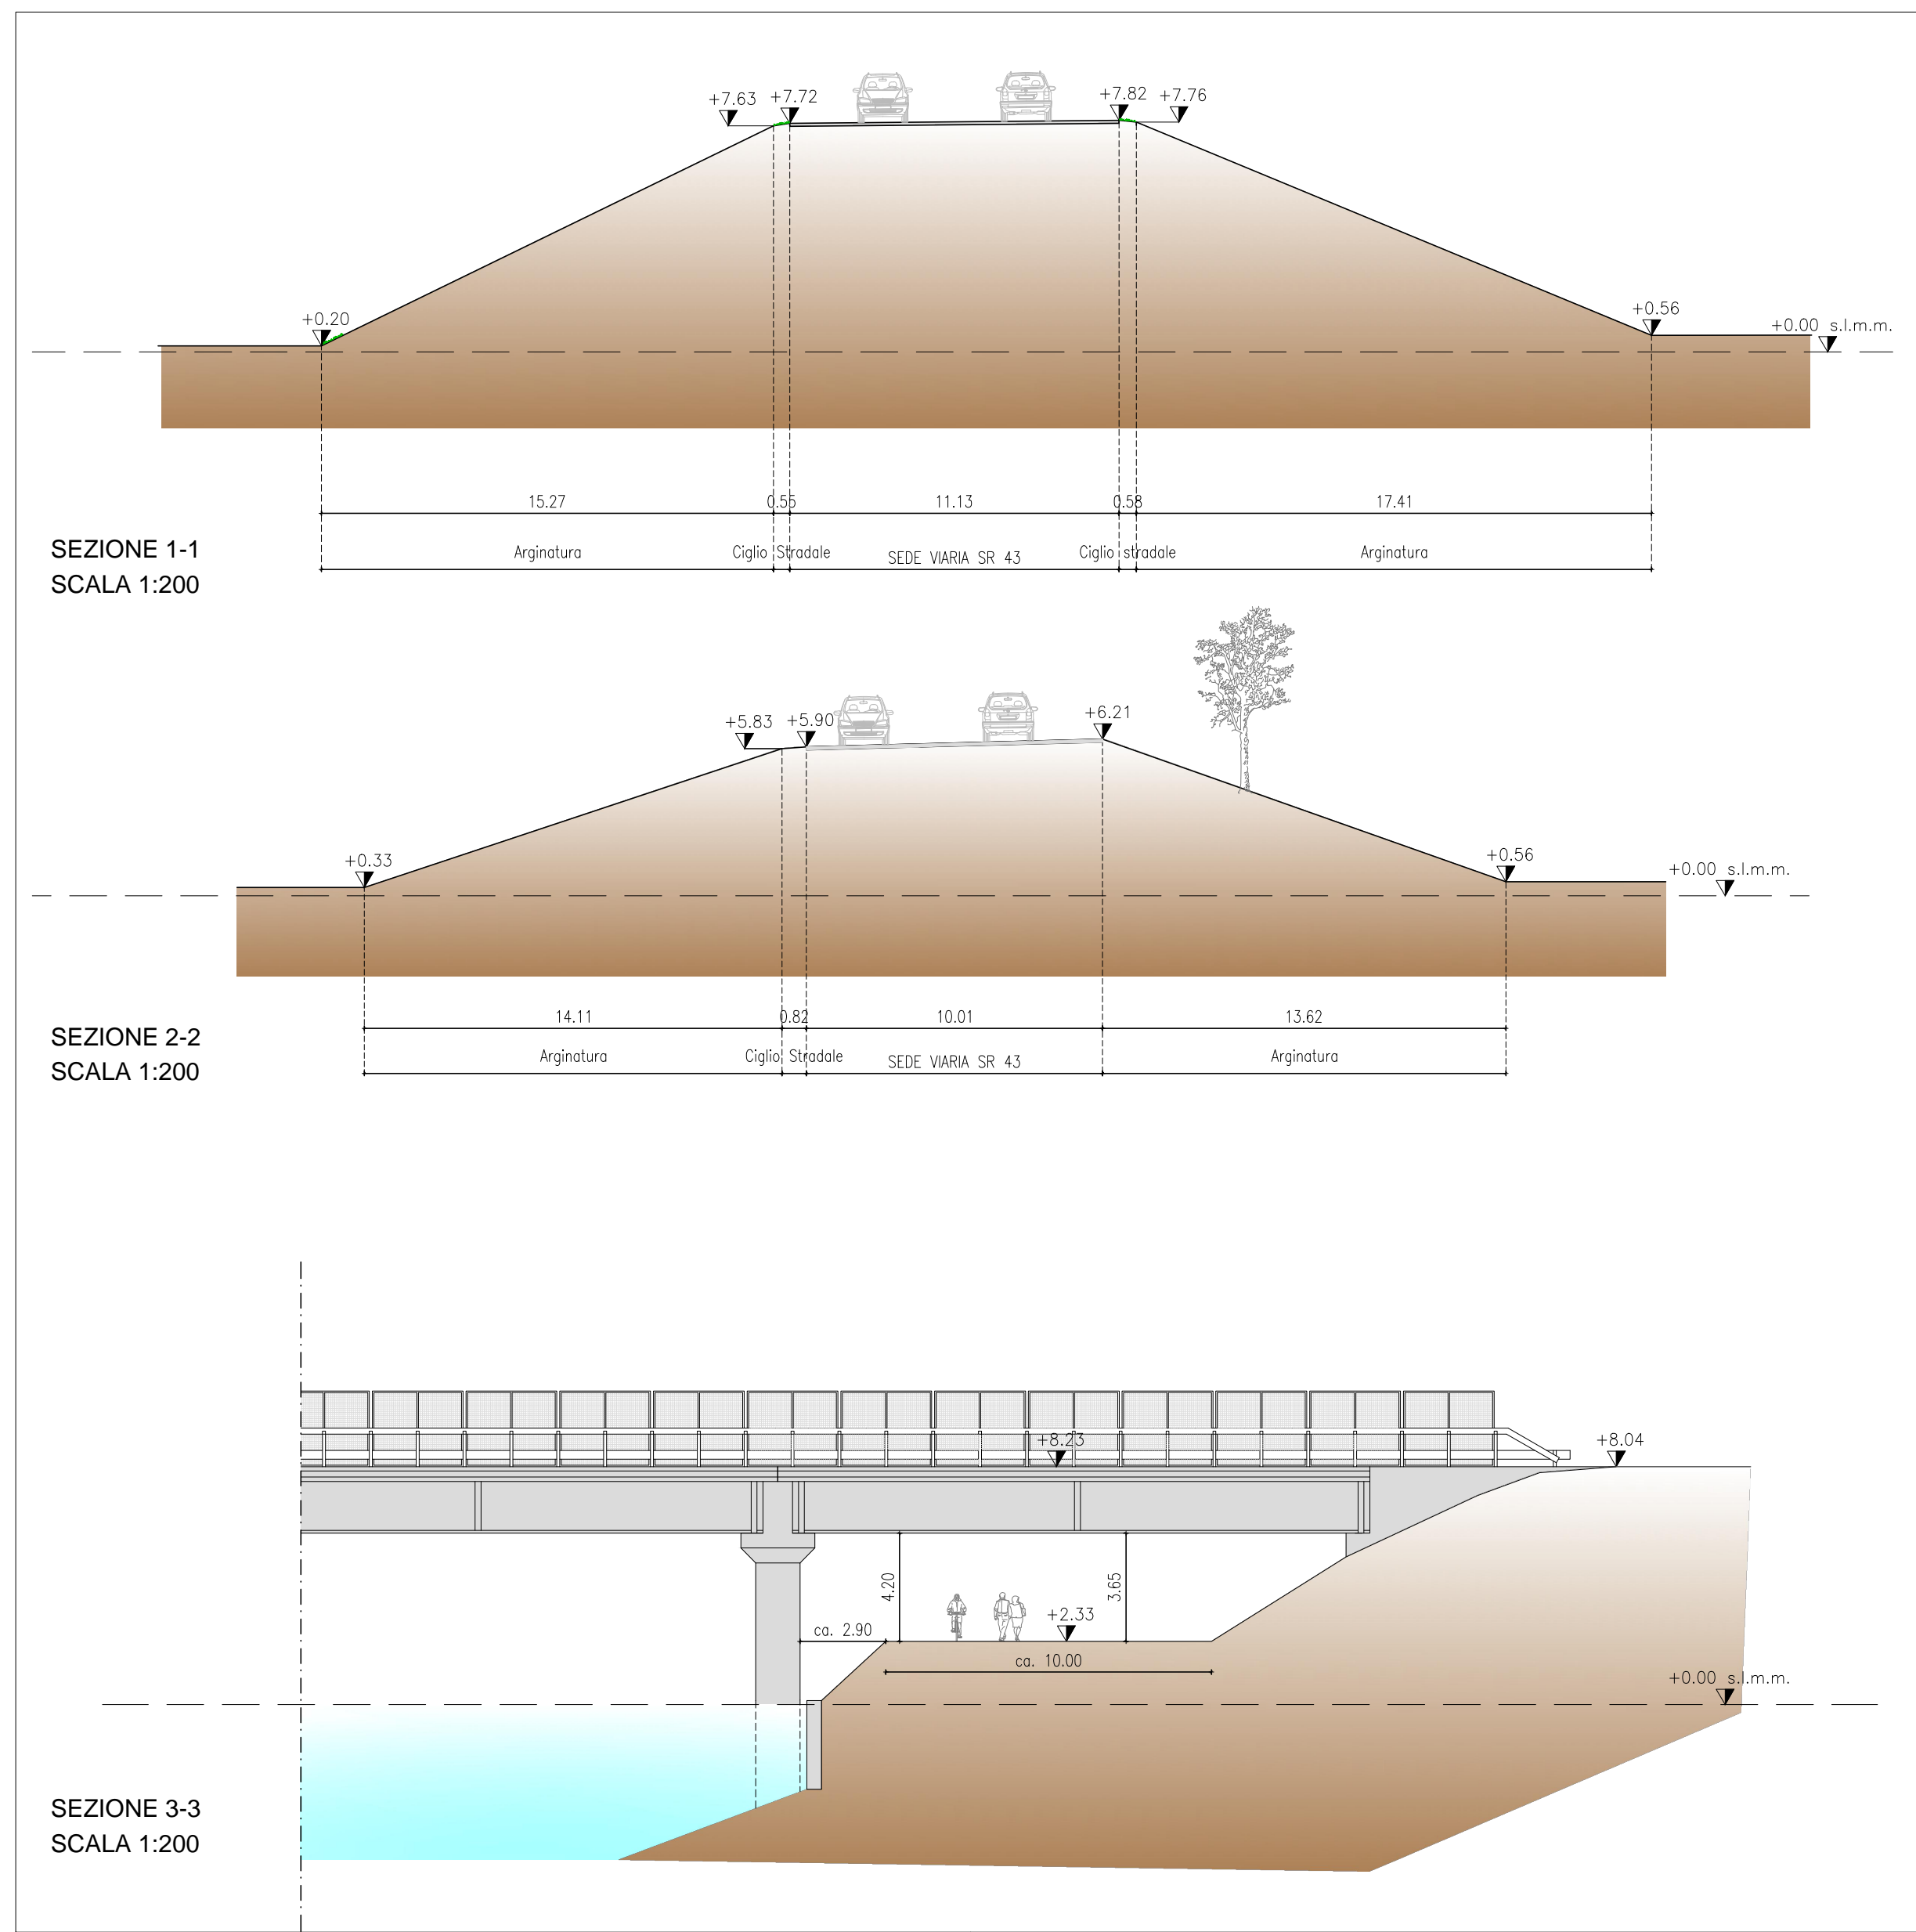 +7.63 +7.72 +7.82 +7.76
+0.20 +0.56 +0.00 s.l.m.m.
15.27 0.55 11.13 0.58 17.41
Arginatura Ciglio Stradale SEDE VIARIA SR 43 Ciglio stradale Arginatura
SEZIONE 1-1
SCALA 1:200
+5.83 +5.90 +6.21
+0.33 +0.56 +0.00 s.l.m.m.
14.11 0.82 10.01 13.62
Arginatura Ciglio Stradale SEDE VIARIA SR 43 Arginatura
SEZIONE 2-2
SCALA 1:200
+8.23 +8.04
4.20 3.65
ca. 2.90 +2.33
ca. 10.00
+0.00 s.l.m.m.
SEZIONE 3-3
SCALA 1:200